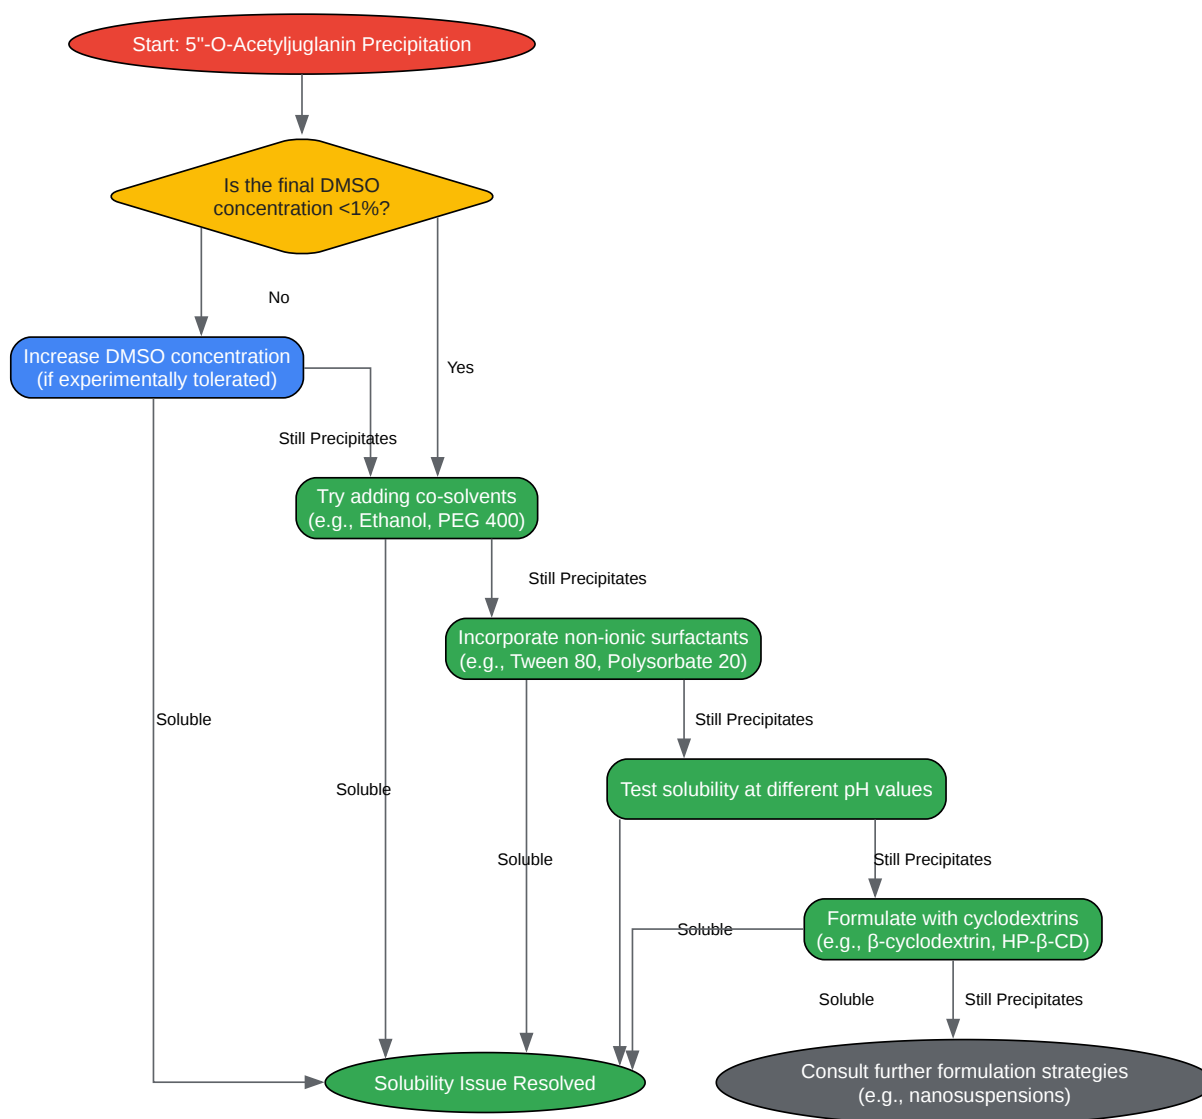 Start: 5''-O-Acetyljuglanin Precipitation
Is the final DMSO
concentration <1%?
No
Increase DMSO concentration
(if experimentally tolerated)
Yes
Still Precipitates
Try adding co-solvents
(e.g., Ethanol, PEG 400)
Still Precipitates
Incorporate non-ionic surfactants
(e.g., Tween 80, Polysorbate 20)
Soluble
Still Precipitates
Soluble
Test solubility at different pH values
Soluble
Still Precipitates
Formulate with cyclodextrins
(e.g., β-cyclodextrin, HP-β-CD)
Soluble
Soluble
Still Precipitates
Solubility Issue Resolved
Consult further formulation strategies
(e.g., nanosuspensions)